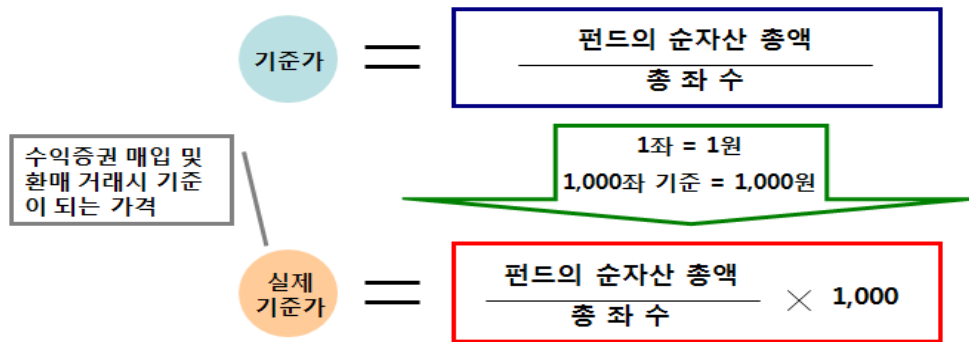 기준가
펀드의 순자산 총액
총 좌 수
수익증권 매입 및
환매 거래시 기준
이 되는 가격
1좌 = 1원
1,000좌 기준 = 1,000원
실제
기준가
펀드의 순자산 총액
총 좌 수
× 1,000